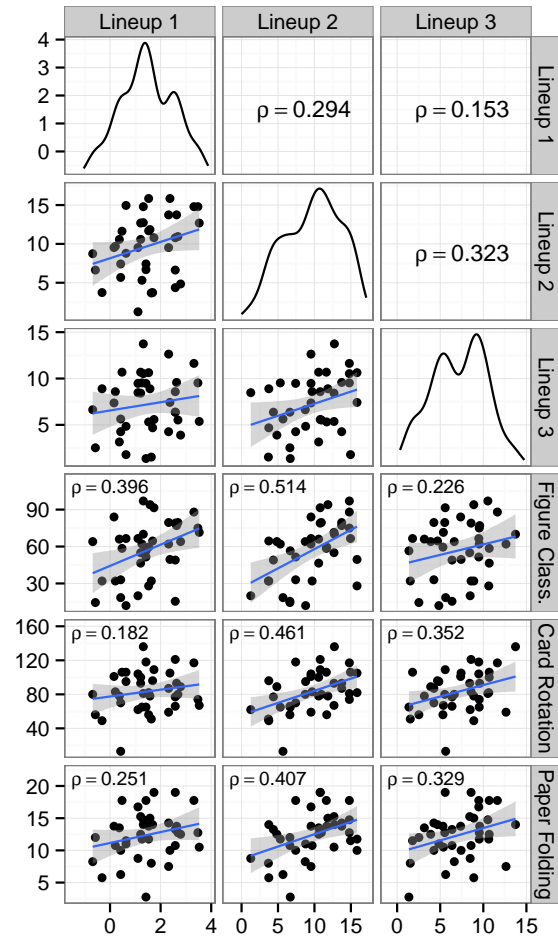 Lineup 1 Lineup 2 Lineup 3
4
3
2
1
0
ρ = 0.294
ρ = 0.153
Lineup 1
15
10
5
ρ = 0.323
Lineup 2
15
10
5
Lineup 3
90
60
30
ρ = 0.396
ρ = 0.514
ρ = 0.226
Figure Class.
160
120
80
40
ρ = 0.182
ρ = 0.461
ρ = 0.352
Card Rotation
20
15
10
5
ρ = 0.251
ρ = 0.407
ρ = 0.329
Paper Folding
0 2 4 0 5 10 15 0 5 10 15